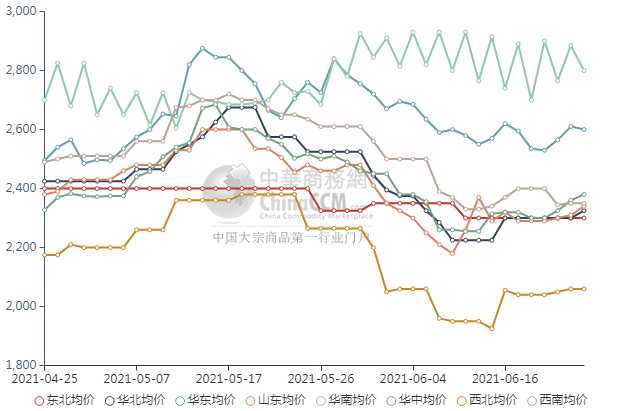 3,000
2,800
2,600
2,400
2,200
2,000
1,800
中華商務網
ChinaCCM.com
China Commodity Marketplace
中国大宗商品第一行业门户
2021-04-25 2021-05-07 2021-05-17 2021-05-26 2021-06-04 2021-06-16
东北均价 华北均价 华东均价 山东均价 华南均价 华中均价 西北均价 西南均价